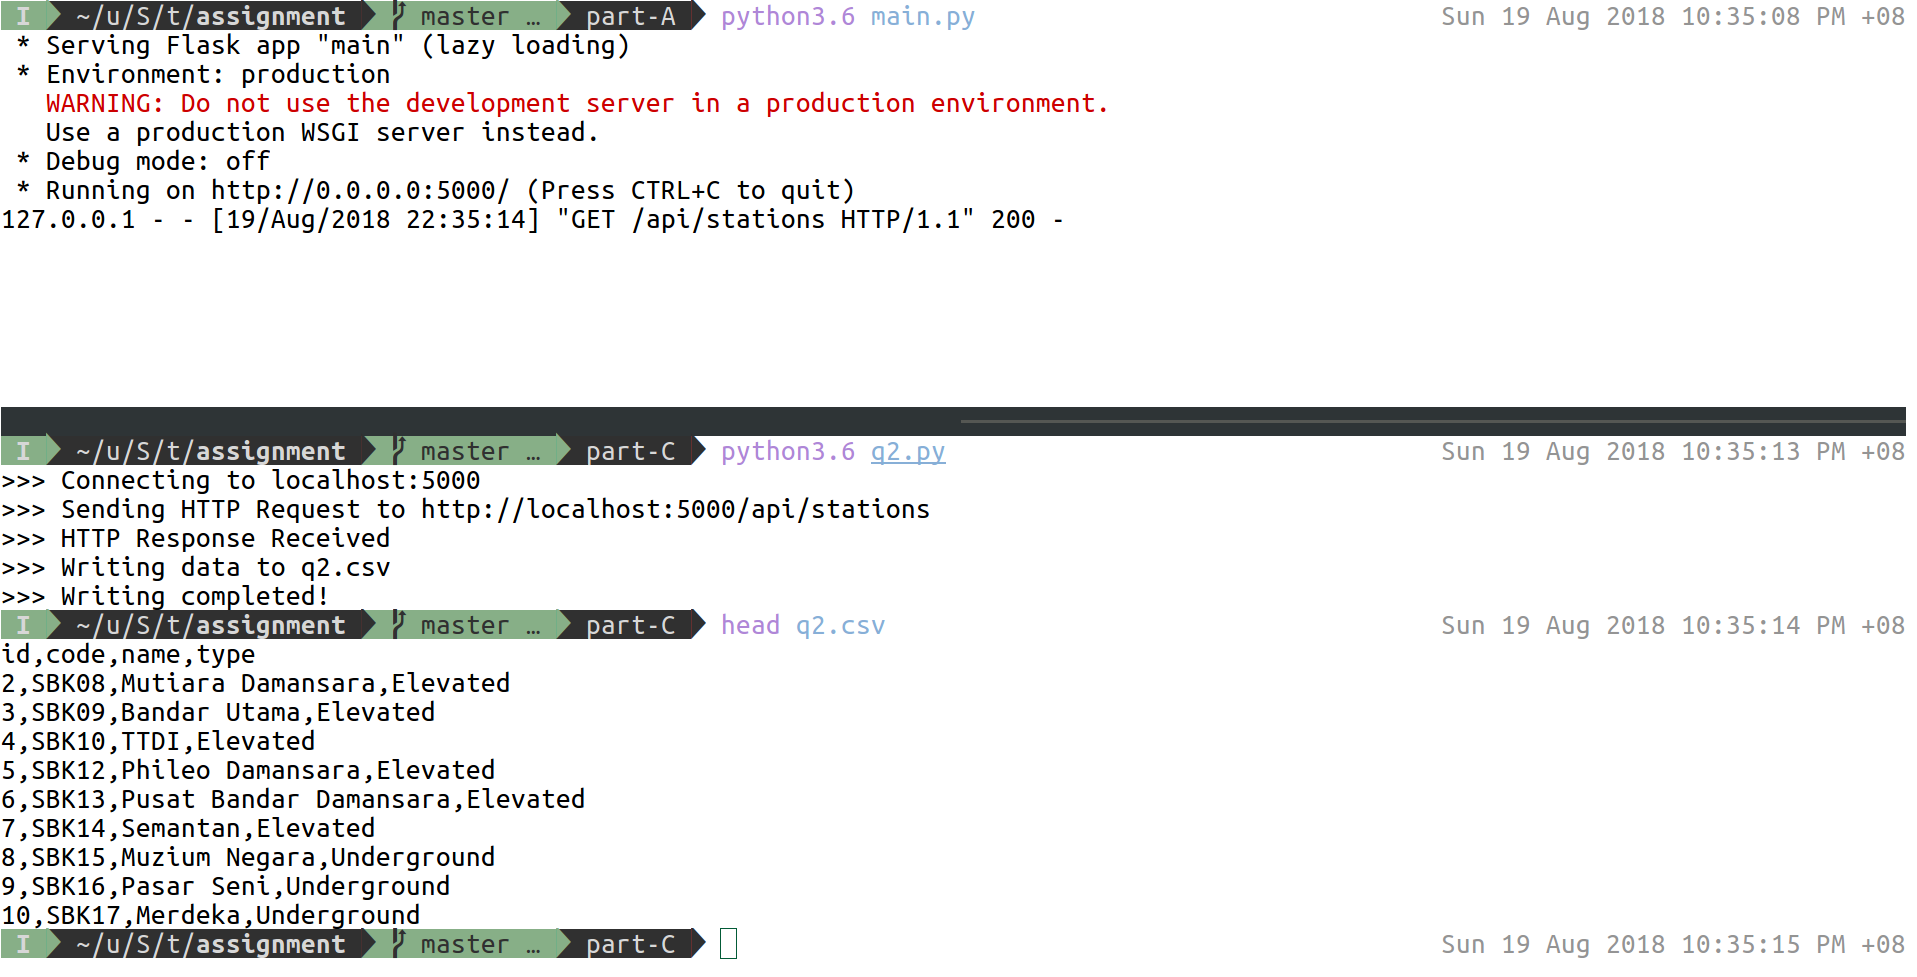 I ~/u/S/t/assignment master … part-A python3.6 main.py Sun 19 Aug 2018 10:35:08 PM +08
* Serving Flask app "main" (lazy loading)
* Environment: production
WARNING: Do not use the development server in a production environment.
Use a production WSGI server instead.
* Debug mode: off
* Running on http://0.0.0.0:5000/ (Press CTRL+C to quit)
127.0.0.1 - - [19/Aug/2018 22:35:14] "GET /api/stations HTTP/1.1" 200 -
I ~/u/S/t/assignment master … part-C python3.6 q2.py Sun 19 Aug 2018 10:35:13 PM +08
>>> Connecting to localhost:5000
>>> Sending HTTP Request to http://localhost:5000/api/stations
>>> HTTP Response Received
>>> Writing data to q2.csv
>>> Writing completed!
I ~/u/S/t/assignment master … part-C head q2.csv Sun 19 Aug 2018 10:35:14 PM +08
id,code,name,type
2,SBK08,Mutiara Damansara,Elevated
3,SBK09,Bandar Utama,Elevated
4,SBK10,TTDI,Elevated
5,SBK12,Phileo Damansara,Elevated
6,SBK13,Pusat Bandar Damansara,Elevated
7,SBK14,Semantan,Elevated
8,SBK15,Muzium Negara,Underground
9,SBK16,Pasar Seni,Underground
10,SBK17,Merdeka,Underground
I ~/u/S/t/assignment master … part-C Sun 19 Aug 2018 10:35:15 PM +08